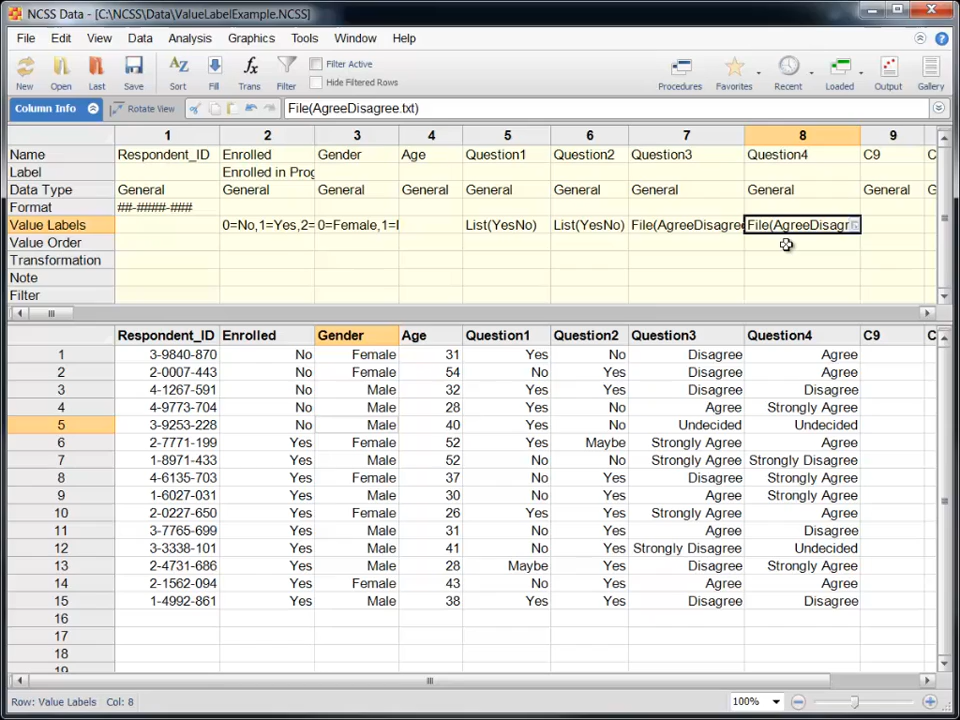 NCSS Data - [C:\NCSS\Data\ValueLabelExample.NCSS]
File Edit View Data Analysis Graphics Tools Window Help
New Open Last Save Sort Fill fx Trans Filter Filter Active Hide Filtered Rows Procedures Favorites Recent Loaded Output Gallery
Column Info Rotate View File(AgreeDisagree.txt)
1 2 3 4 5 6 7 8 9
Name Respondent_ID Enrolled Gender Age Question1 Question2 Question3 Question4 C9 C
Label Enrolled in Prog
Data Type General General General General General General General General General G
Format ##-####-###
Value Labels 0=No,1=Yes,2= 0=Female,1=I List(YesNo) List(YesNo) File(AgreeDisagree File(AgreeDisagr
Value Order
Transformation
Note
Filter
Respondent_ID Enrolled Gender Age Question1 Question2 Question3 Question4 C9 C
1 3-9840-870 No Female 31 Yes No Disagree Agree
2 2-0007-443 No Female 54 No Yes Disagree Agree
3 4-1267-591 No Male 32 Yes Yes Disagree Disagree
4 4-9773-704 No Male 28 Yes No Agree Strongly Agree
5 3-9253-228 No Male 40 Yes No Undecided Undecided
6 2-7771-199 Yes Female 52 Yes Maybe Strongly Agree Agree
7 1-8971-433 Yes Male 52 No No Strongly Agree Strongly Disagree
8 4-6135-703 Yes Female 37 No Yes Disagree Strongly Agree
9 1-6027-031 Yes Male 30 No Yes Agree Strongly Agree
10 2-0227-650 Yes Female 26 Yes Yes Strongly Agree Agree
11 3-7765-699 Yes Male 31 No Yes Agree Disagree
12 3-3338-101 Yes Male 41 No Yes Strongly Disagree Undecided
13 2-4731-686 Yes Male 28 Maybe Yes Disagree Strongly Agree
14 2-1562-094 Yes Female 43 No Yes Agree Agree
15 1-4992-861 Yes Male 38 Yes Yes Disagree Disagree
16
17
18
19
Row: Value Labels Col: 8 100%